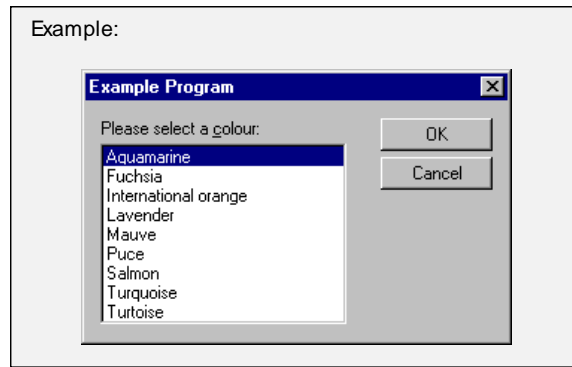 Example:
Example Program
Please select a colour:
OK
Aquamarine
Cancel
Fuchsia
International orange
Lavender
Mauve
Puce
Salmon
Turquoise
Turtoise